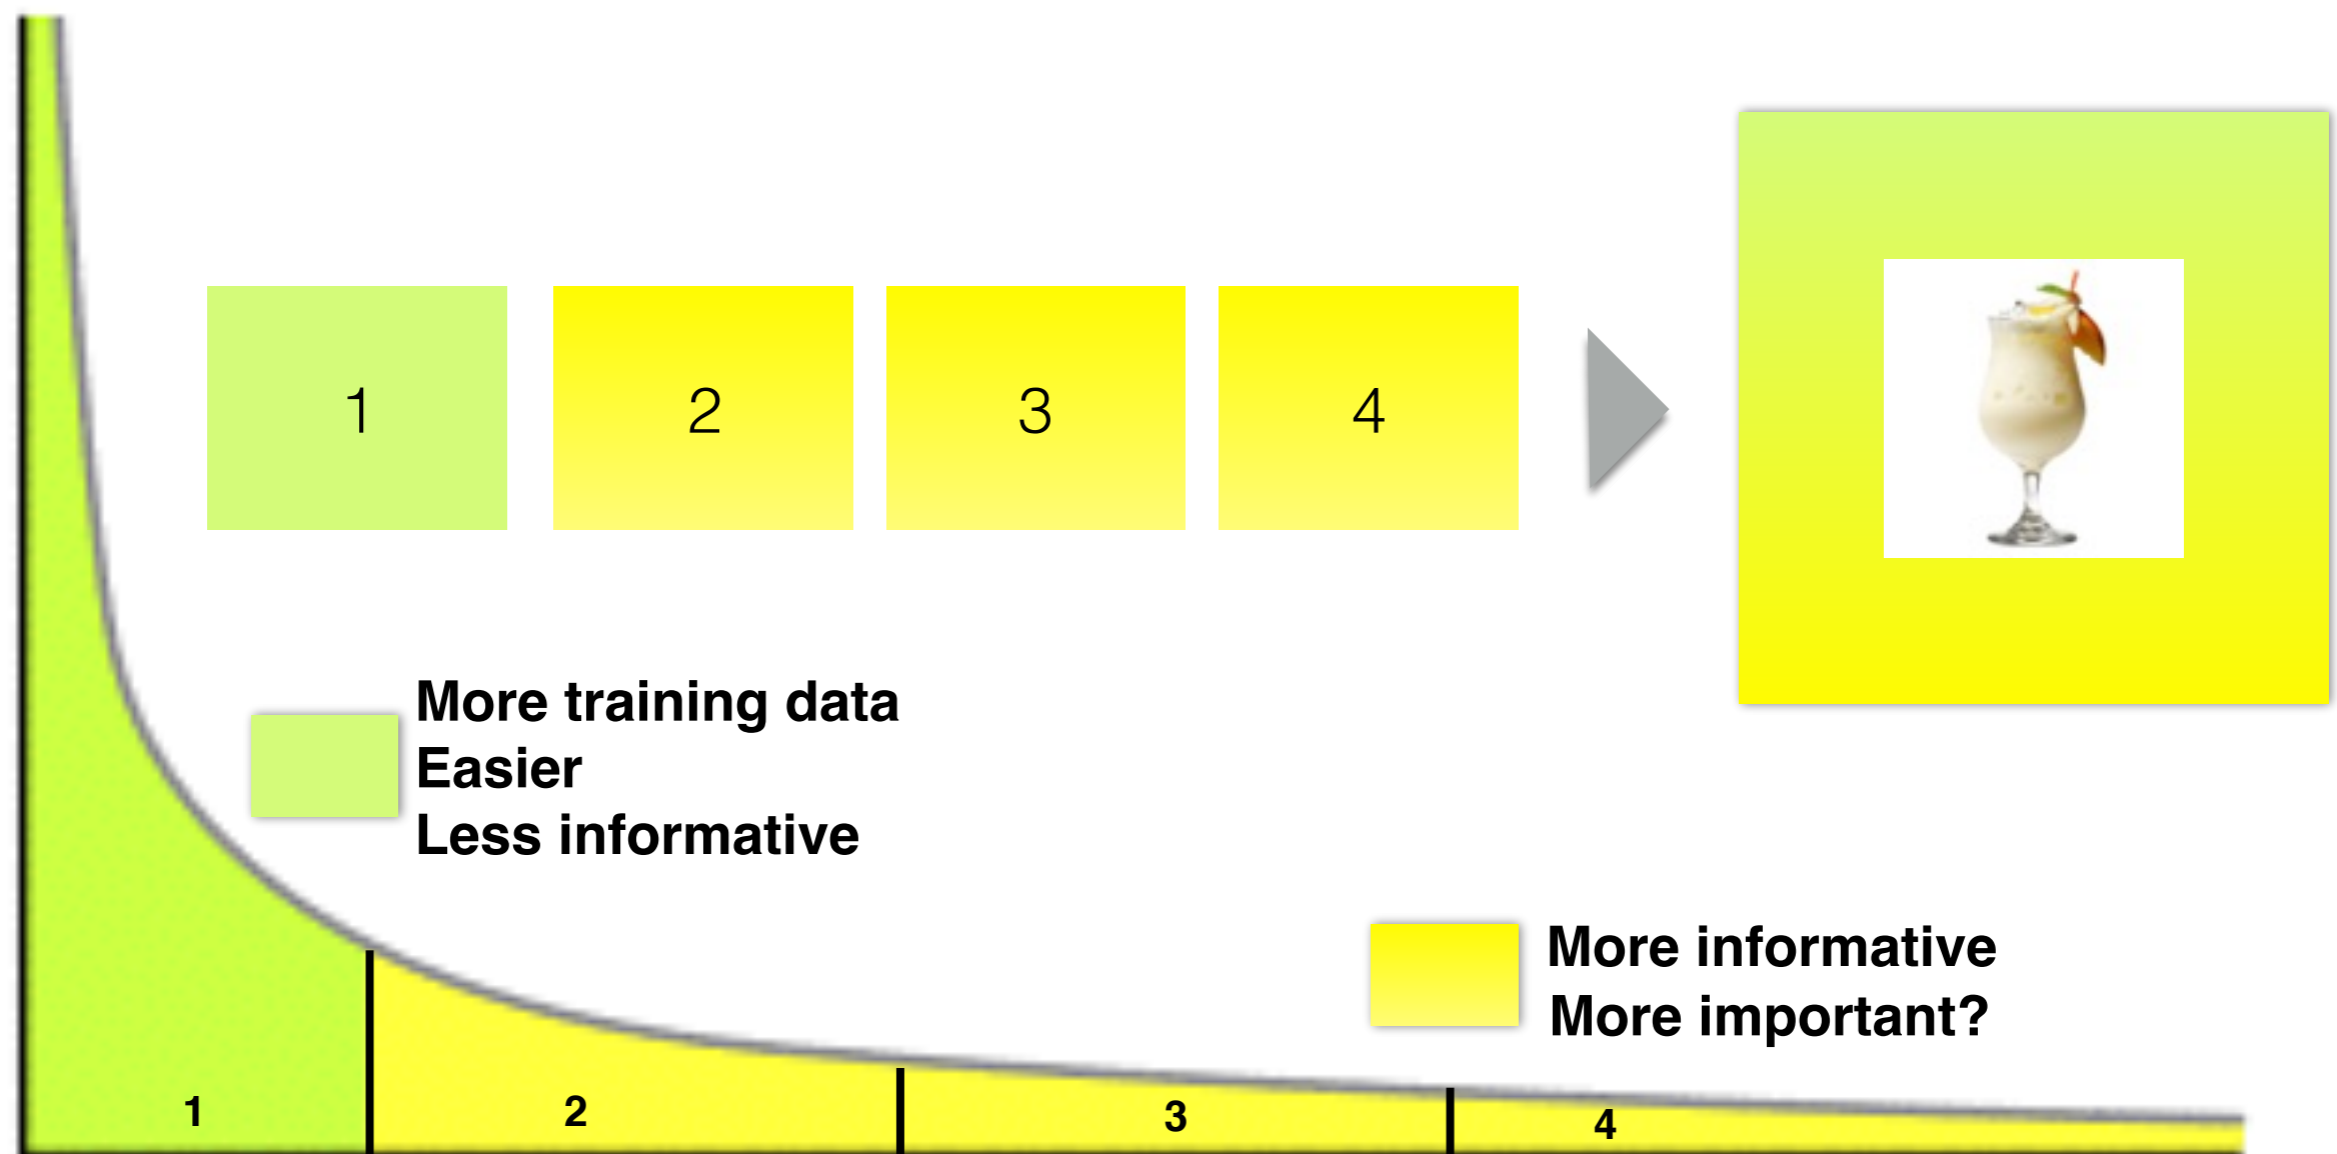 1
2
3
4
More training data
Easier
Less informative
More informative
More important?
1
2
3
4